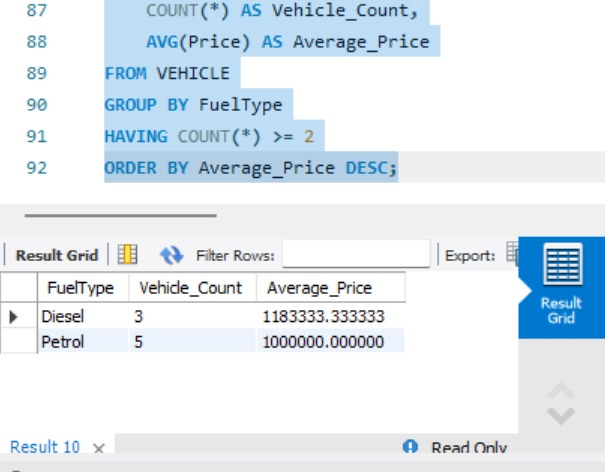 87 COUNT(*) AS Vehicle_Count,
88 AVG(Price) AS Average_Price
89 FROM VEHICLE
90 GROUP BY FuelType
91 HAVING COUNT(*) >= 2
92 ORDER BY Average_Price DESC;
Result Grid Filter Rows: Export:
FuelType Vehicle_Count Average_Price
Diesel 3 1183333.333333
Petrol 5 1000000.000000
Result
Grid
Result 10 × Read Only